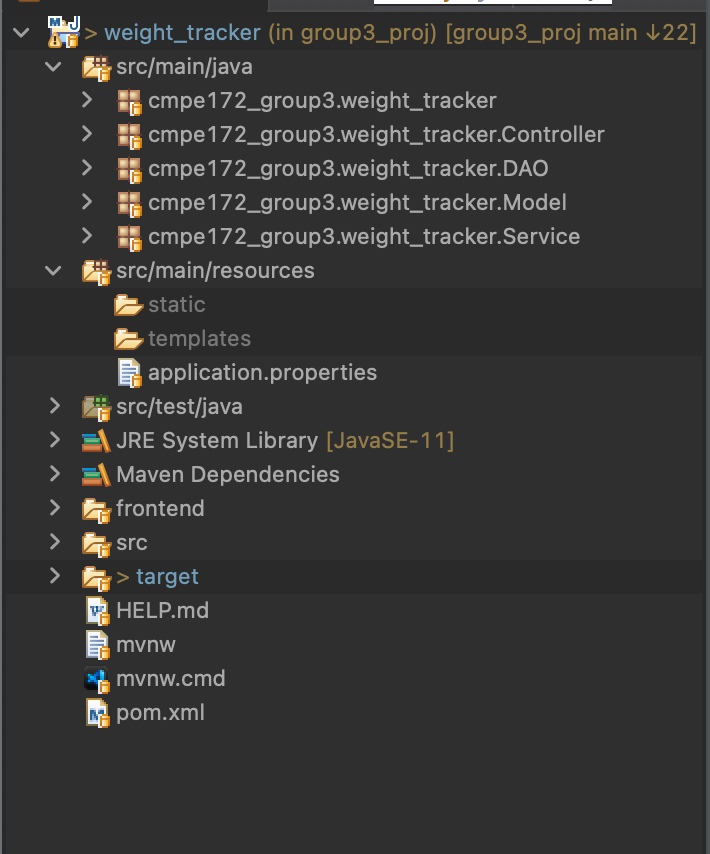 > weight_tracker (in group3_proj) [group3_proj main ↓22]
src/main/java
cmpe172_group3.weight_tracker
cmpe172_group3.weight_tracker.Controller
cmpe172_group3.weight_tracker.DAO
cmpe172_group3.weight_tracker.Model
cmpe172_group3.weight_tracker.Service
src/main/resources
static
templates
application.properties
src/test/java
JRE System Library [JavaSE-11]
Maven Dependencies
frontend
src
> target
HELP.md
mvnw
mvnw.cmd
pom.xml